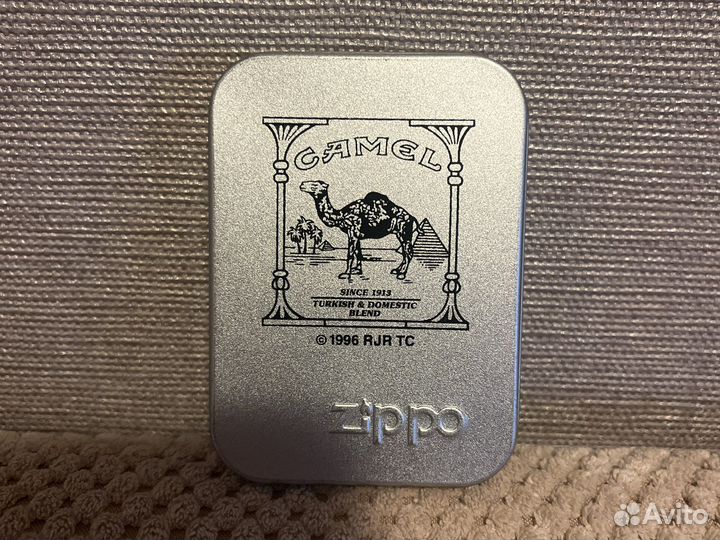 CAMEL
SINCE 1913
TURKISH & DOMESTIC
BLEND
© 1996 RJR TC
Zippo
Avito